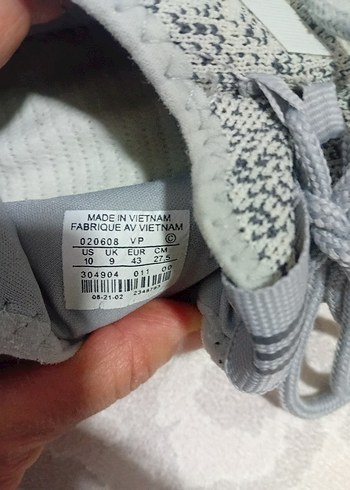 MADE IN VIETNAM
FABRIQUE AV VIETNAM
020608 VP ©
US UK EUR CM
10 9 43 27.5
304904 011 00
08-21-02